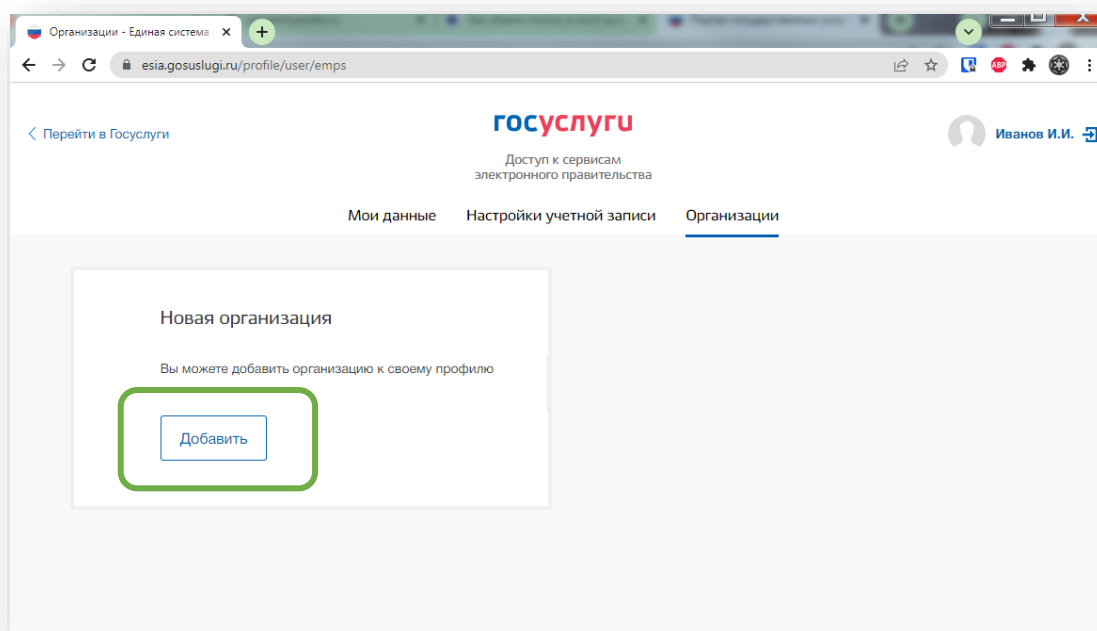 Организации - Единая система
esia.gosuslugi.ru/profile/user/emps
ABP
Перейти в Госуслуги
госуслуги
Иванов И.И.
Доступ к сервисам
электронного правительства
Мои данные Настройки учетной записи Организации
Новая организация
Вы можете добавить организацию к своему профилю
Добавить